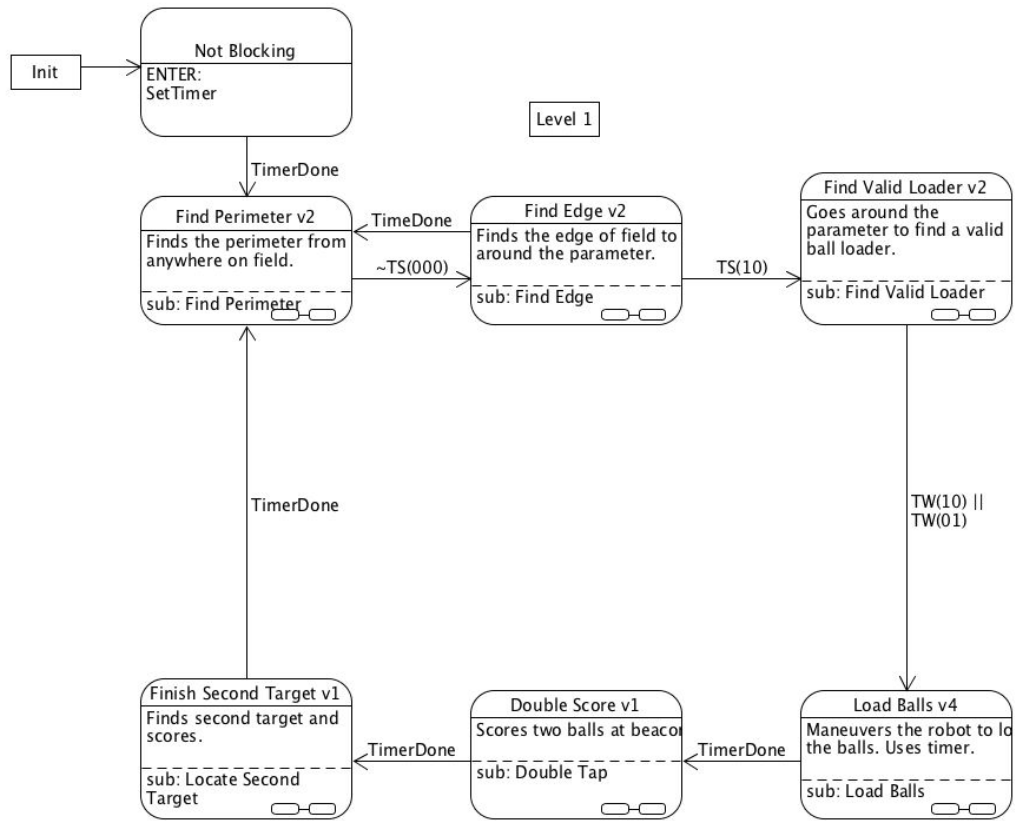 Init
Not Blocking
ENTER:
SetTimer
Level 1
TimerDone
Find Perimeter v2
Finds the perimeter from
anywhere on field.
sub: Find Perimeter
TimeDone
~TS(000)
Find Edge v2
Finds the edge of field to
around the parameter.
sub: Find Edge
TS(10)
Find Valid Loader v2
Goes around the
parameter to find a valid
ball loader.
sub: Find Valid Loader
TimerDone
TW(10) ||
TW(01)
Finish Second Target v1
Finds second target and
scores.
sub: Locate Second
Target
TimerDone
Double Score v1
Scores two balls at beacon
sub: Double Tap
TimerDone
Load Balls v4
Maneuvers the robot to lo
the balls. Uses timer.
sub: Load Balls